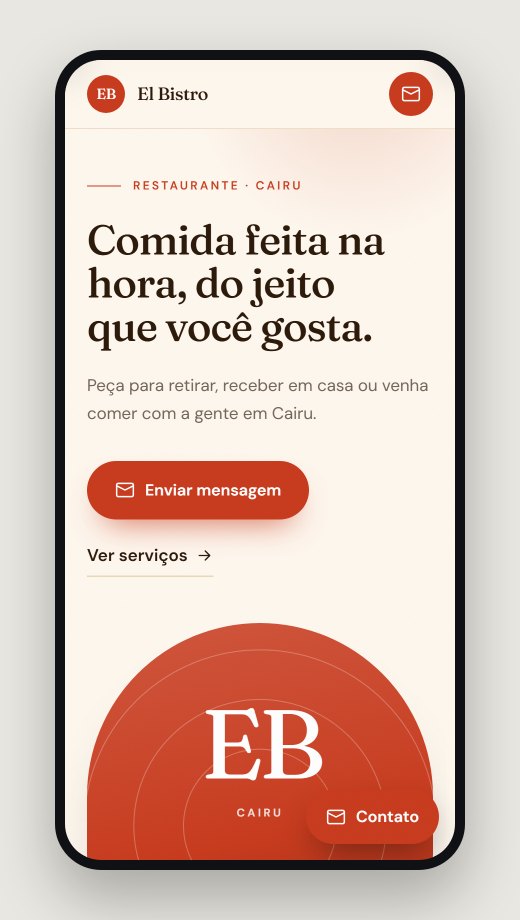 EB El Bistro
RESTAURANTE · CAIRU
Comida feita na
hora, do jeito
que você gosta.
Peça para retirar, receber em casa ou venha
comer com a gente em Cairu.
Enviar mensagem
Ver serviços →
EB
CAIRU
Contato